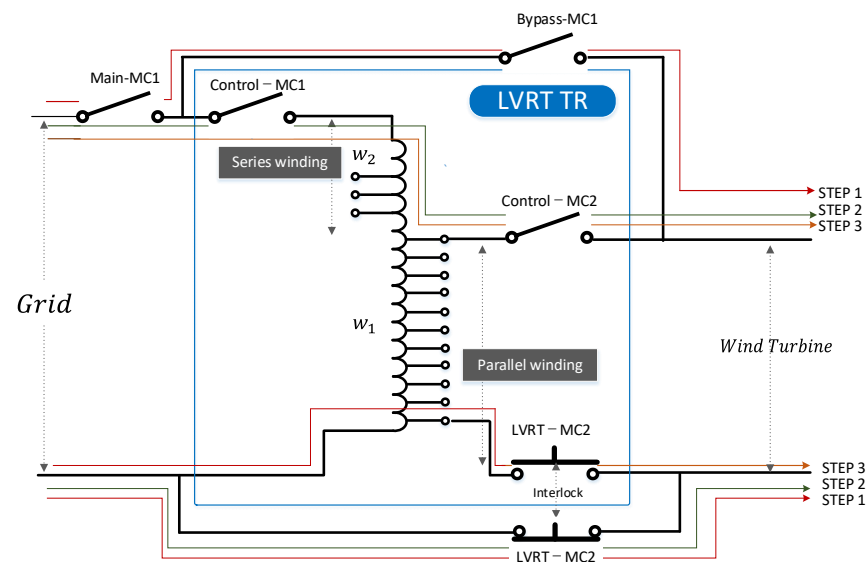 Bypass-MC1
Main-MC1
Control – MC1
LVRT TR
w₂
Series winding
Control – MC2
STEP 1
STEP 2
STEP 3
Grid
w₁
Parallel winding
Wind Turbine
LVRT – MC2
Interlock
STEP 3
STEP 2
STEP 1
LVRT – MC2